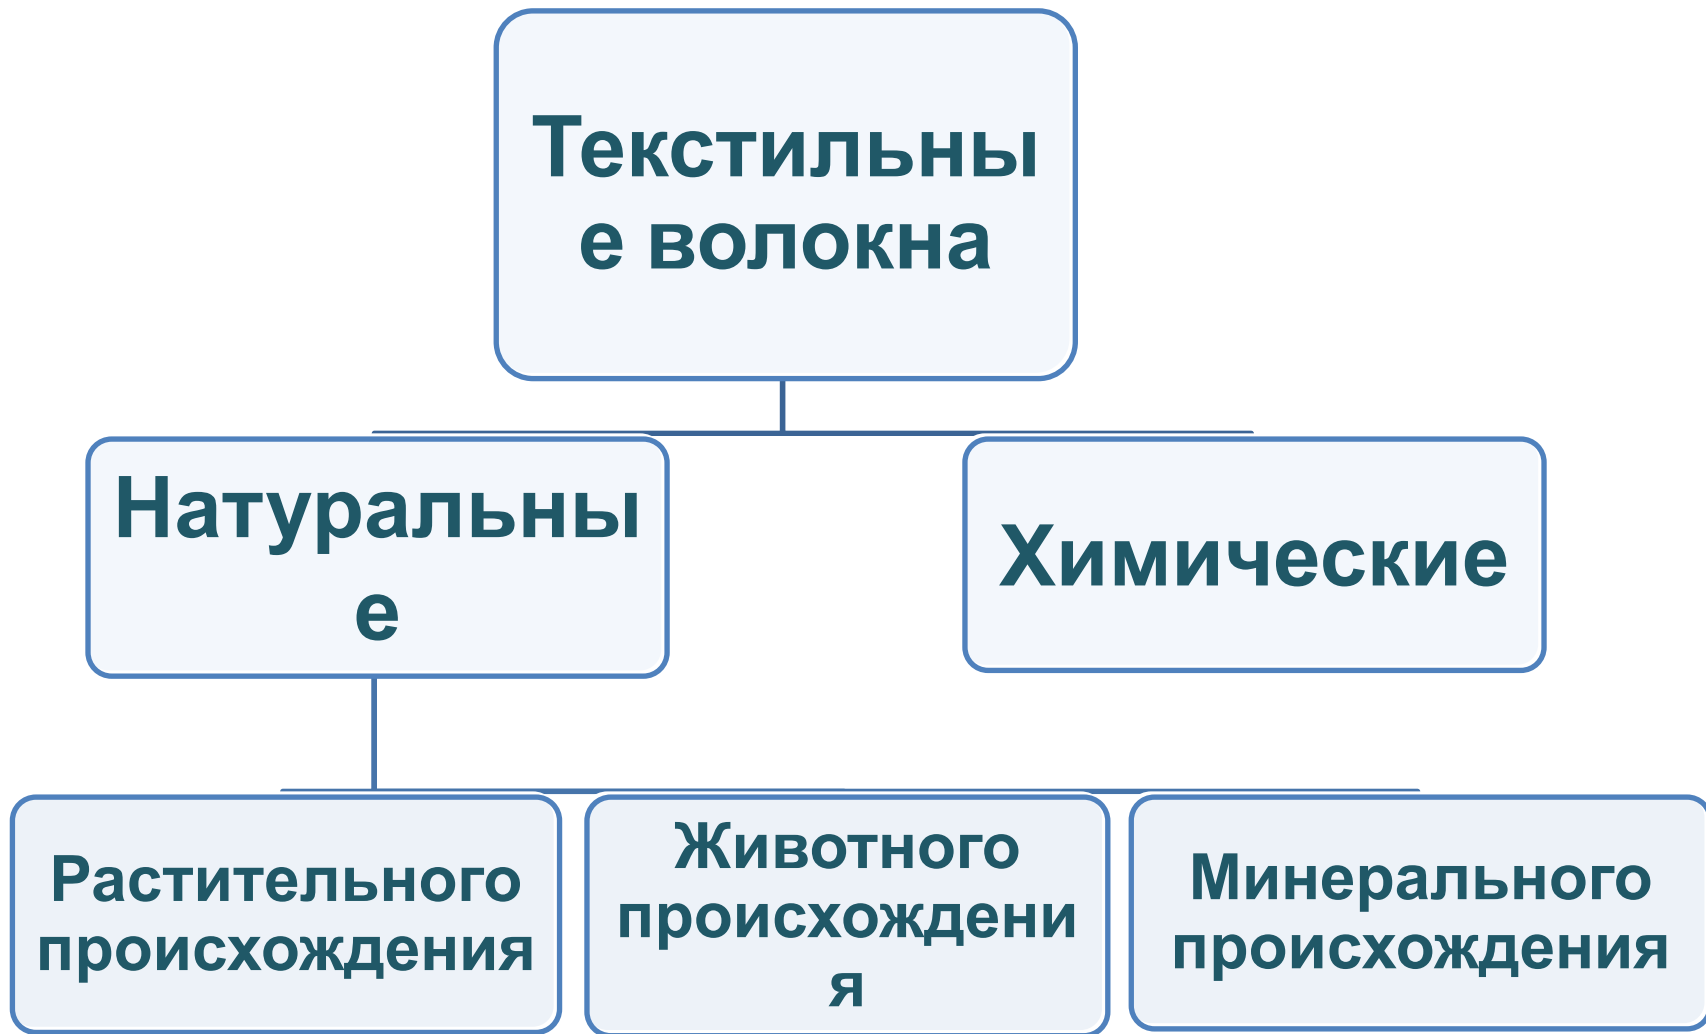 Текстильны
е волокна
Натуральны
е
Химические
Растительного
происхождения
Животного
происхождени
я
Минерального
происхождения